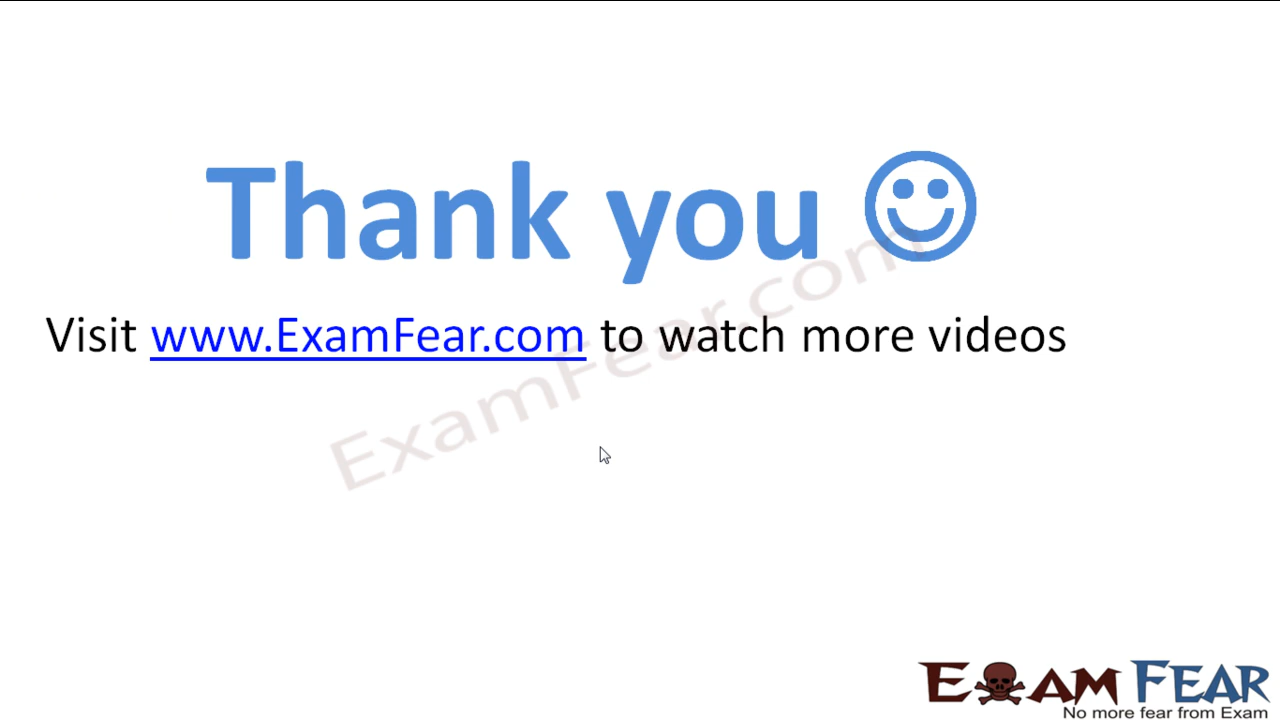 Thank you ☺
Visit www.ExamFear.com to watch more videos
ExamFear.com
EXAM FEAR
No more fear from Exam